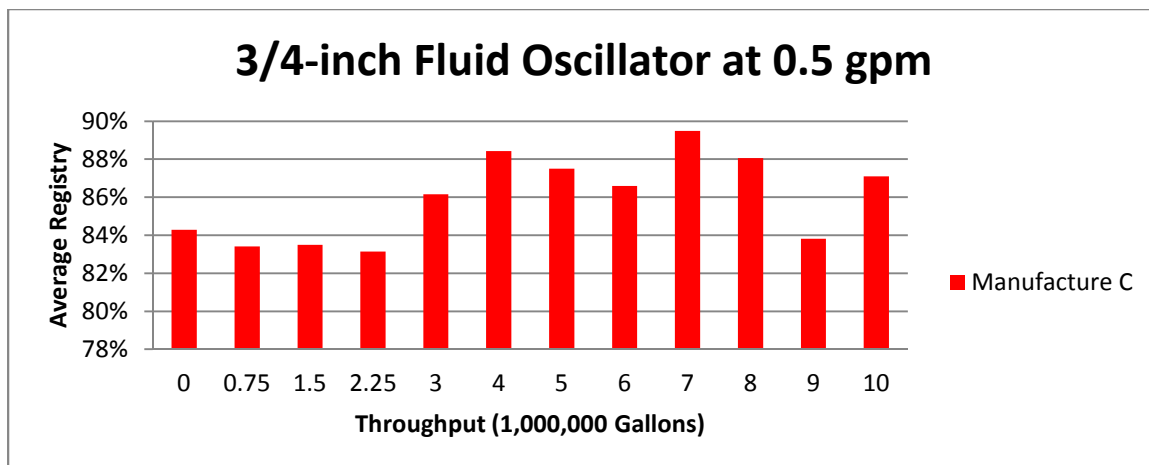 3/4-inch Fluid Oscillator at 0.5 gpm
Average Registry
90%
88%
86%
84%
82%
80%
78%
0 0.75 1.5 2.25 3 4 5 6 7 8 9 10
Throughput (1,000,000 Gallons)
Manufacture C